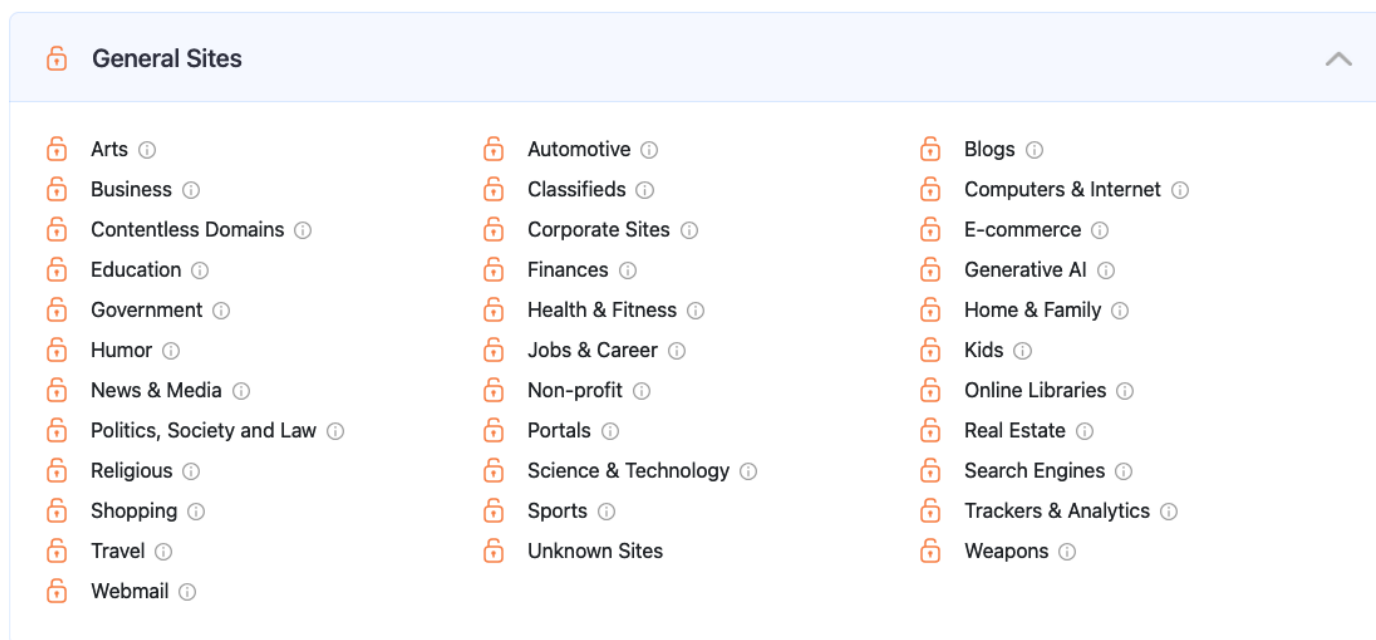 General Sites
Arts Automotive Blogs
Business Classifieds Computers & Internet
Contentless Domains Corporate Sites E-commerce
Education Finances Generative AI
Government Health & Fitness Home & Family
Humor Jobs & Career Kids
News & Media Non-profit Online Libraries
Politics, Society and Law Portals Real Estate
Religious Science & Technology Search Engines
Shopping Sports Trackers & Analytics
Travel Unknown Sites Weapons
Webmail